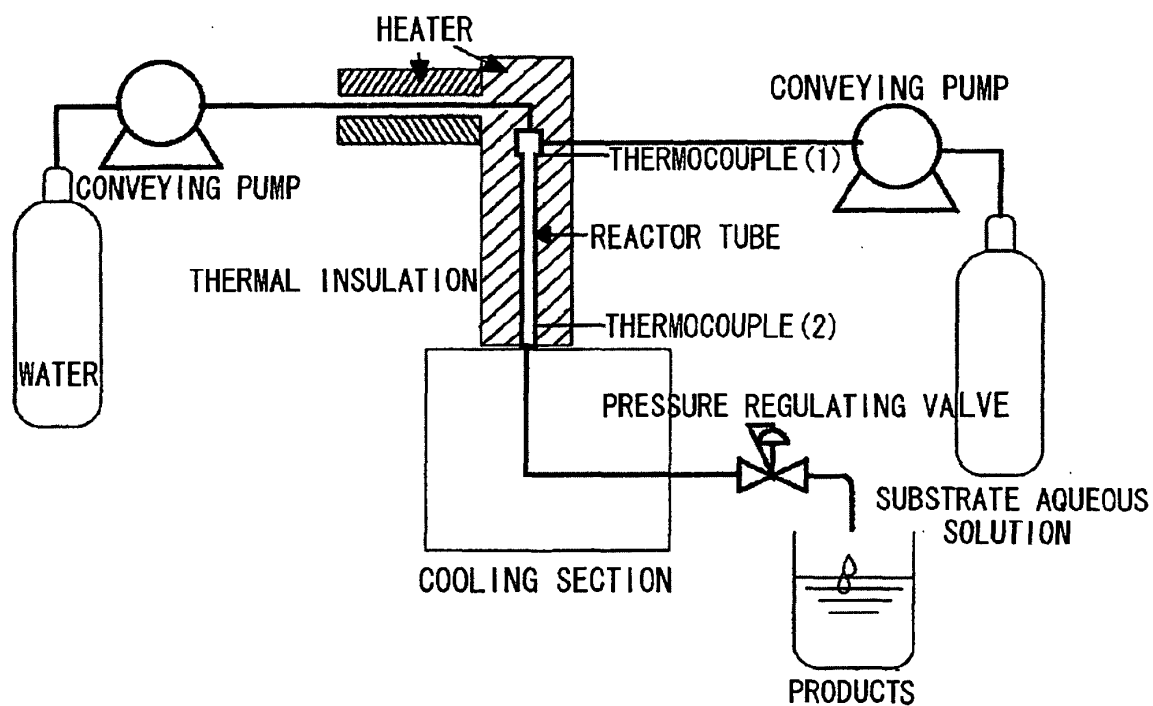 HEATER
CONVEYING PUMP
THERMOCOUPLE(1)
CONVEYING PUMP
REACTOR TUBE
THERMAL INSULATION
THERMOCOUPLE(2)
WATER
PRESSURE REGULATING VALVE
SUBSTRATE AQUEOUS
SOLUTION
COOLING SECTION
PRODUCTS